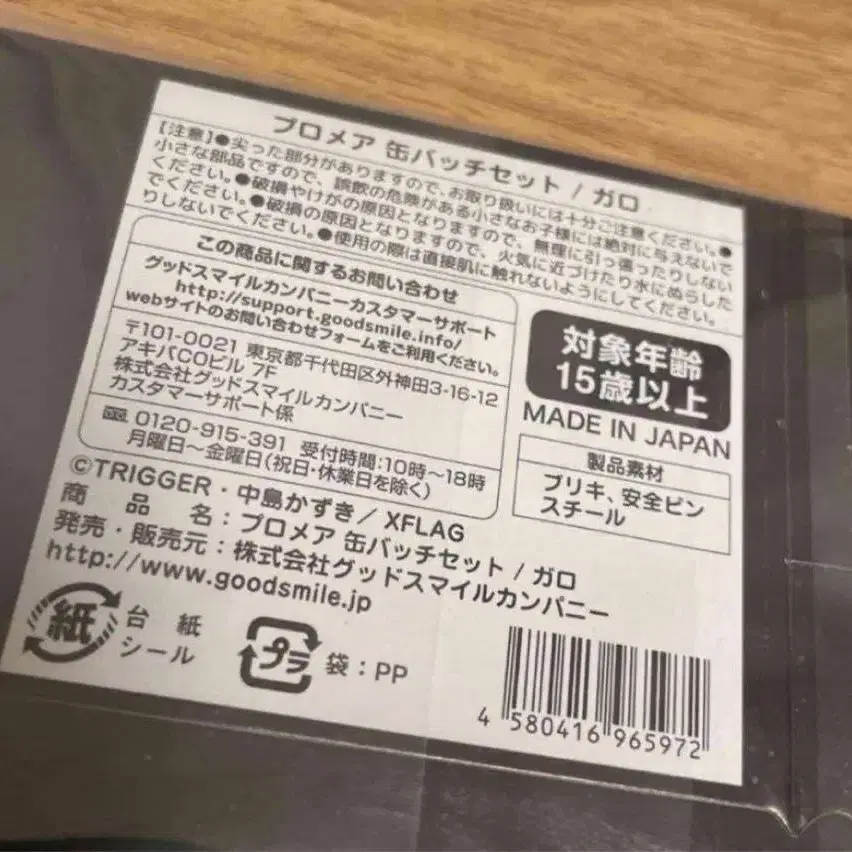 プロメア 缶バッチセット / ガロ
【注意】●尖った部分がありますので、お取り扱いには十分ご注意ください。●
小さな部品ですので、誤飲の危険がある小さなお子様には絶対に与えないで
ください。●破損やけがの原因となりますので、無理に引っ張ったりしない
でください。●破損の原因となりますので、火気に近づけたり水にぬらした
りしないでください。●使用の際は直接肌に触れないようにしてください。
この商品に関するお問い合わせ
グッドスマイルカンパニーカスタマーサポート
http://support.goodsmile.info/
webサイトのお問い合わせフォームをご利用ください。
〒101-0021 東京都千代田区外神田3-16-12
アキバCOビル 7F
株式会社グッドスマイルカンパニー
カスタマーサポート係
0120-915-391 受付時間:10時～18時
月曜日～金曜日(祝日・休業日を除く)
対象年齢
15歳以上
MADE IN JAPAN
製品素材
ブリキ、安全ピン
スチール
©TRIGGER・中島かずき/XFLAG
商品名:プロメア 缶バッチセット / ガロ
発売・販売元:株式会社グッドスマイルカンパニー
http://www.goodsmile.jp
紙
台紙
シール
プラ
袋:PP
4 580416 965972